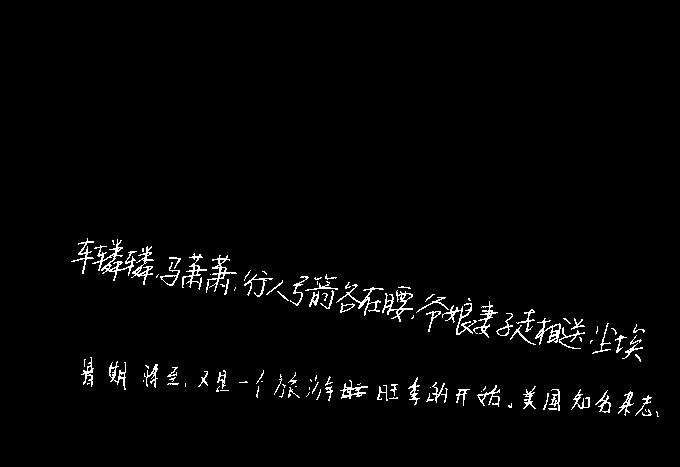 车辚辚，马萧萧，行人弓箭各在腰，爷娘妻子走相送，尘埃
暑期将至，又是一个旅游旺季的开始。美国知名杂志、